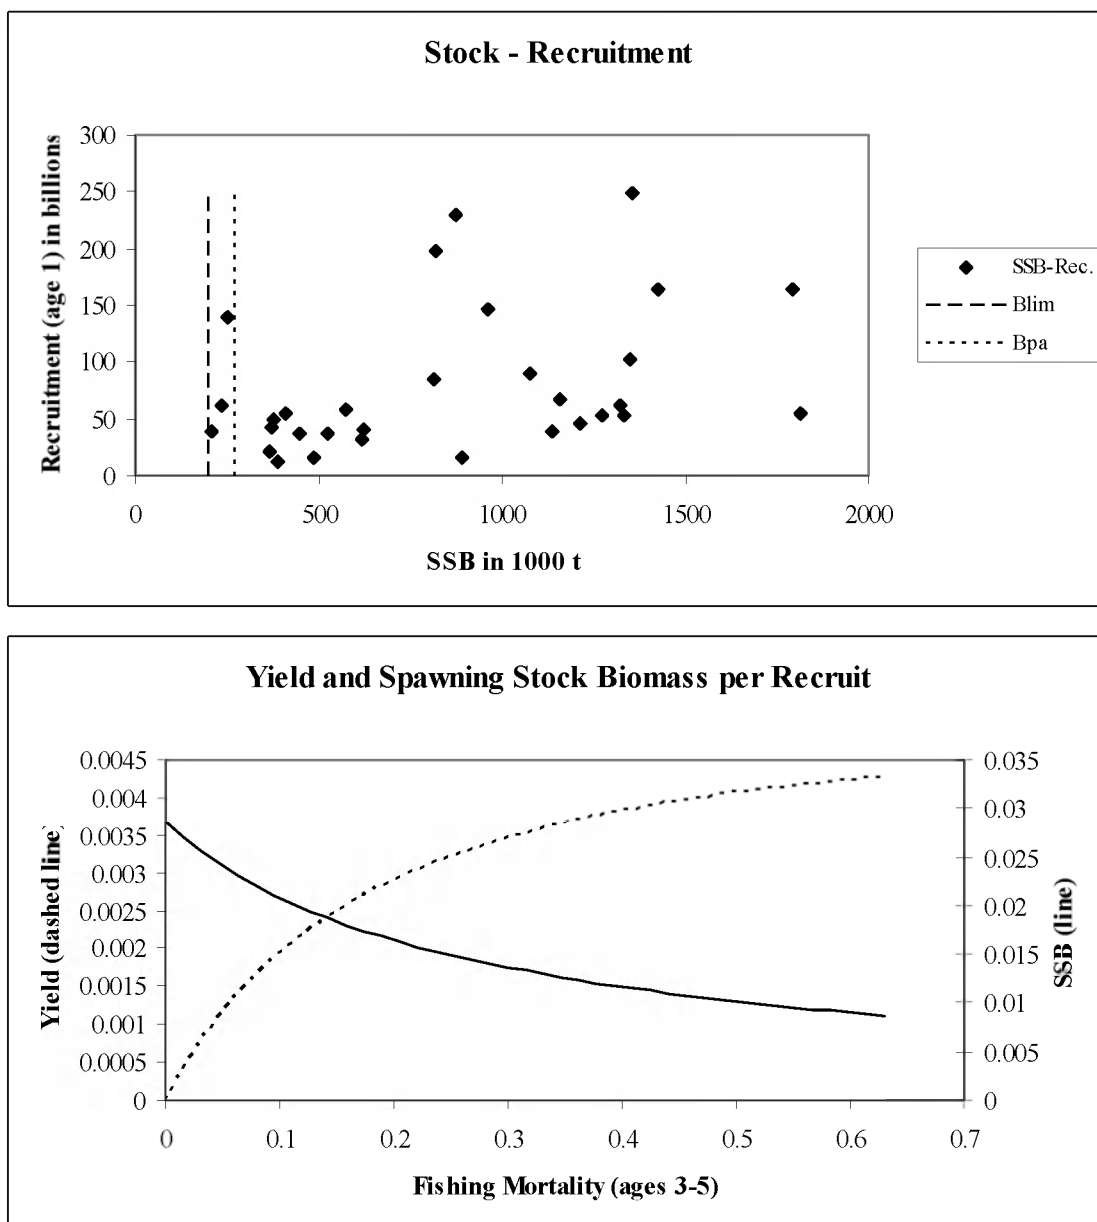 Stock - Recruitment
Recruitment (age 1) in billions
300
250
200
150
100
50
0
0 500 1000 1500 2000
SSB in 1000 t
SSB-Rec.
Blim
Bpa
Yield and Spawning Stock Biomass per Recruit
Yield (dashed line)
0.0045
0.004
0.0035
0.003
0.0025
0.002
0.0015
0.001
0.0005
0
0.035
0.03
0.025
0.02
0.015
0.01
0.005
0
SSB (line)
0 0.1 0.2 0.3 0.4 0.5 0.6 0.7
Fishing Mortality (ages 3-5)